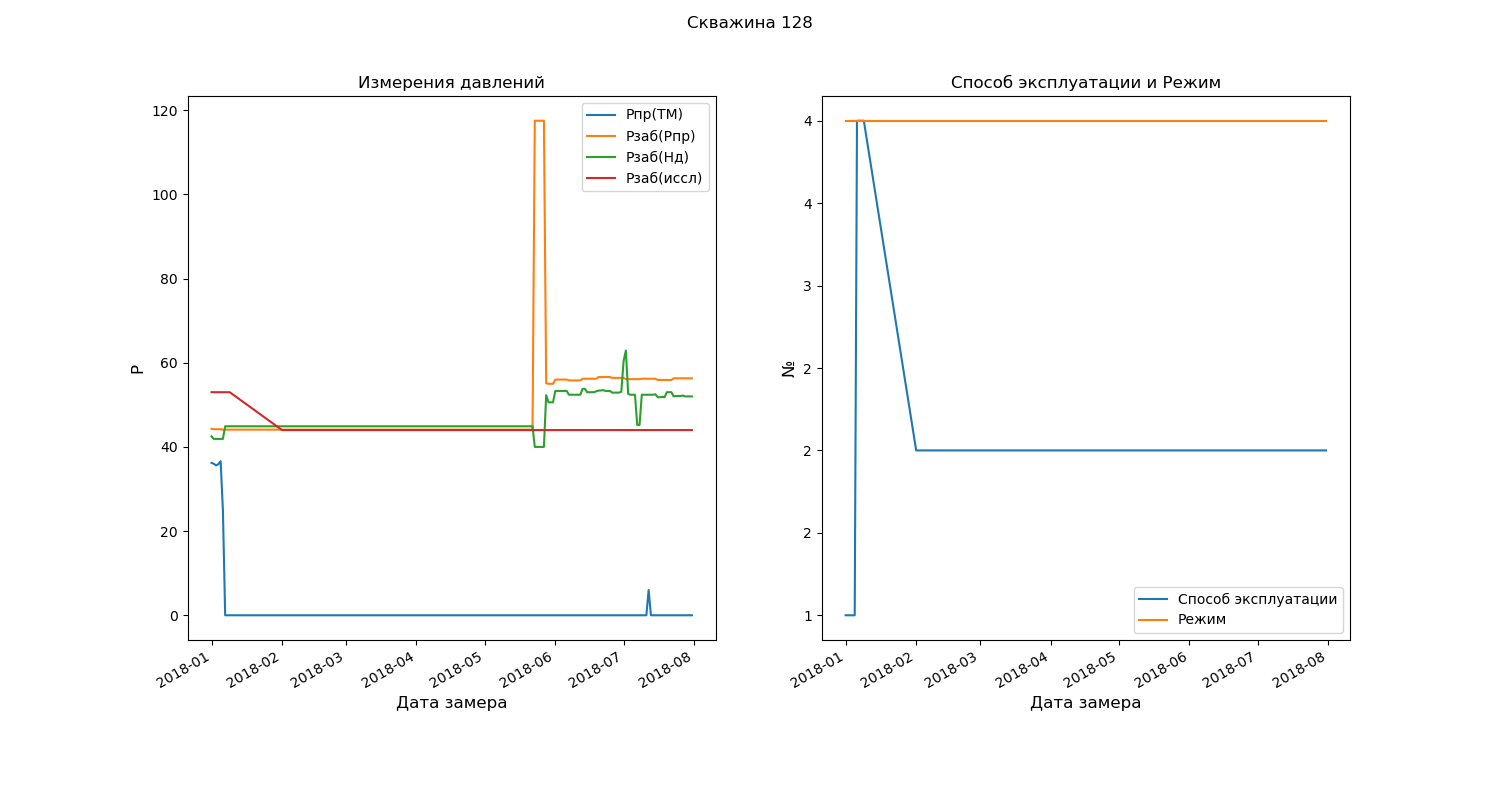 Скважина 128
Измерения давлений
120
100
80
60
40
20
0
P
Рпр(ТМ)
Рзаб(Рпр)
Рзаб(Нд)
Рзаб(иссл)
2018-01
2018-02
2018-03
2018-04
2018-05
2018-06
2018-07
2018-08
Дата замера
Способ эксплуатации и Режим
4
4
3
2
2
2
1
№
Способ эксплуатации
Режим
2018-01
2018-02
2018-03
2018-04
2018-05
2018-06
2018-07
2018-08
Дата замера